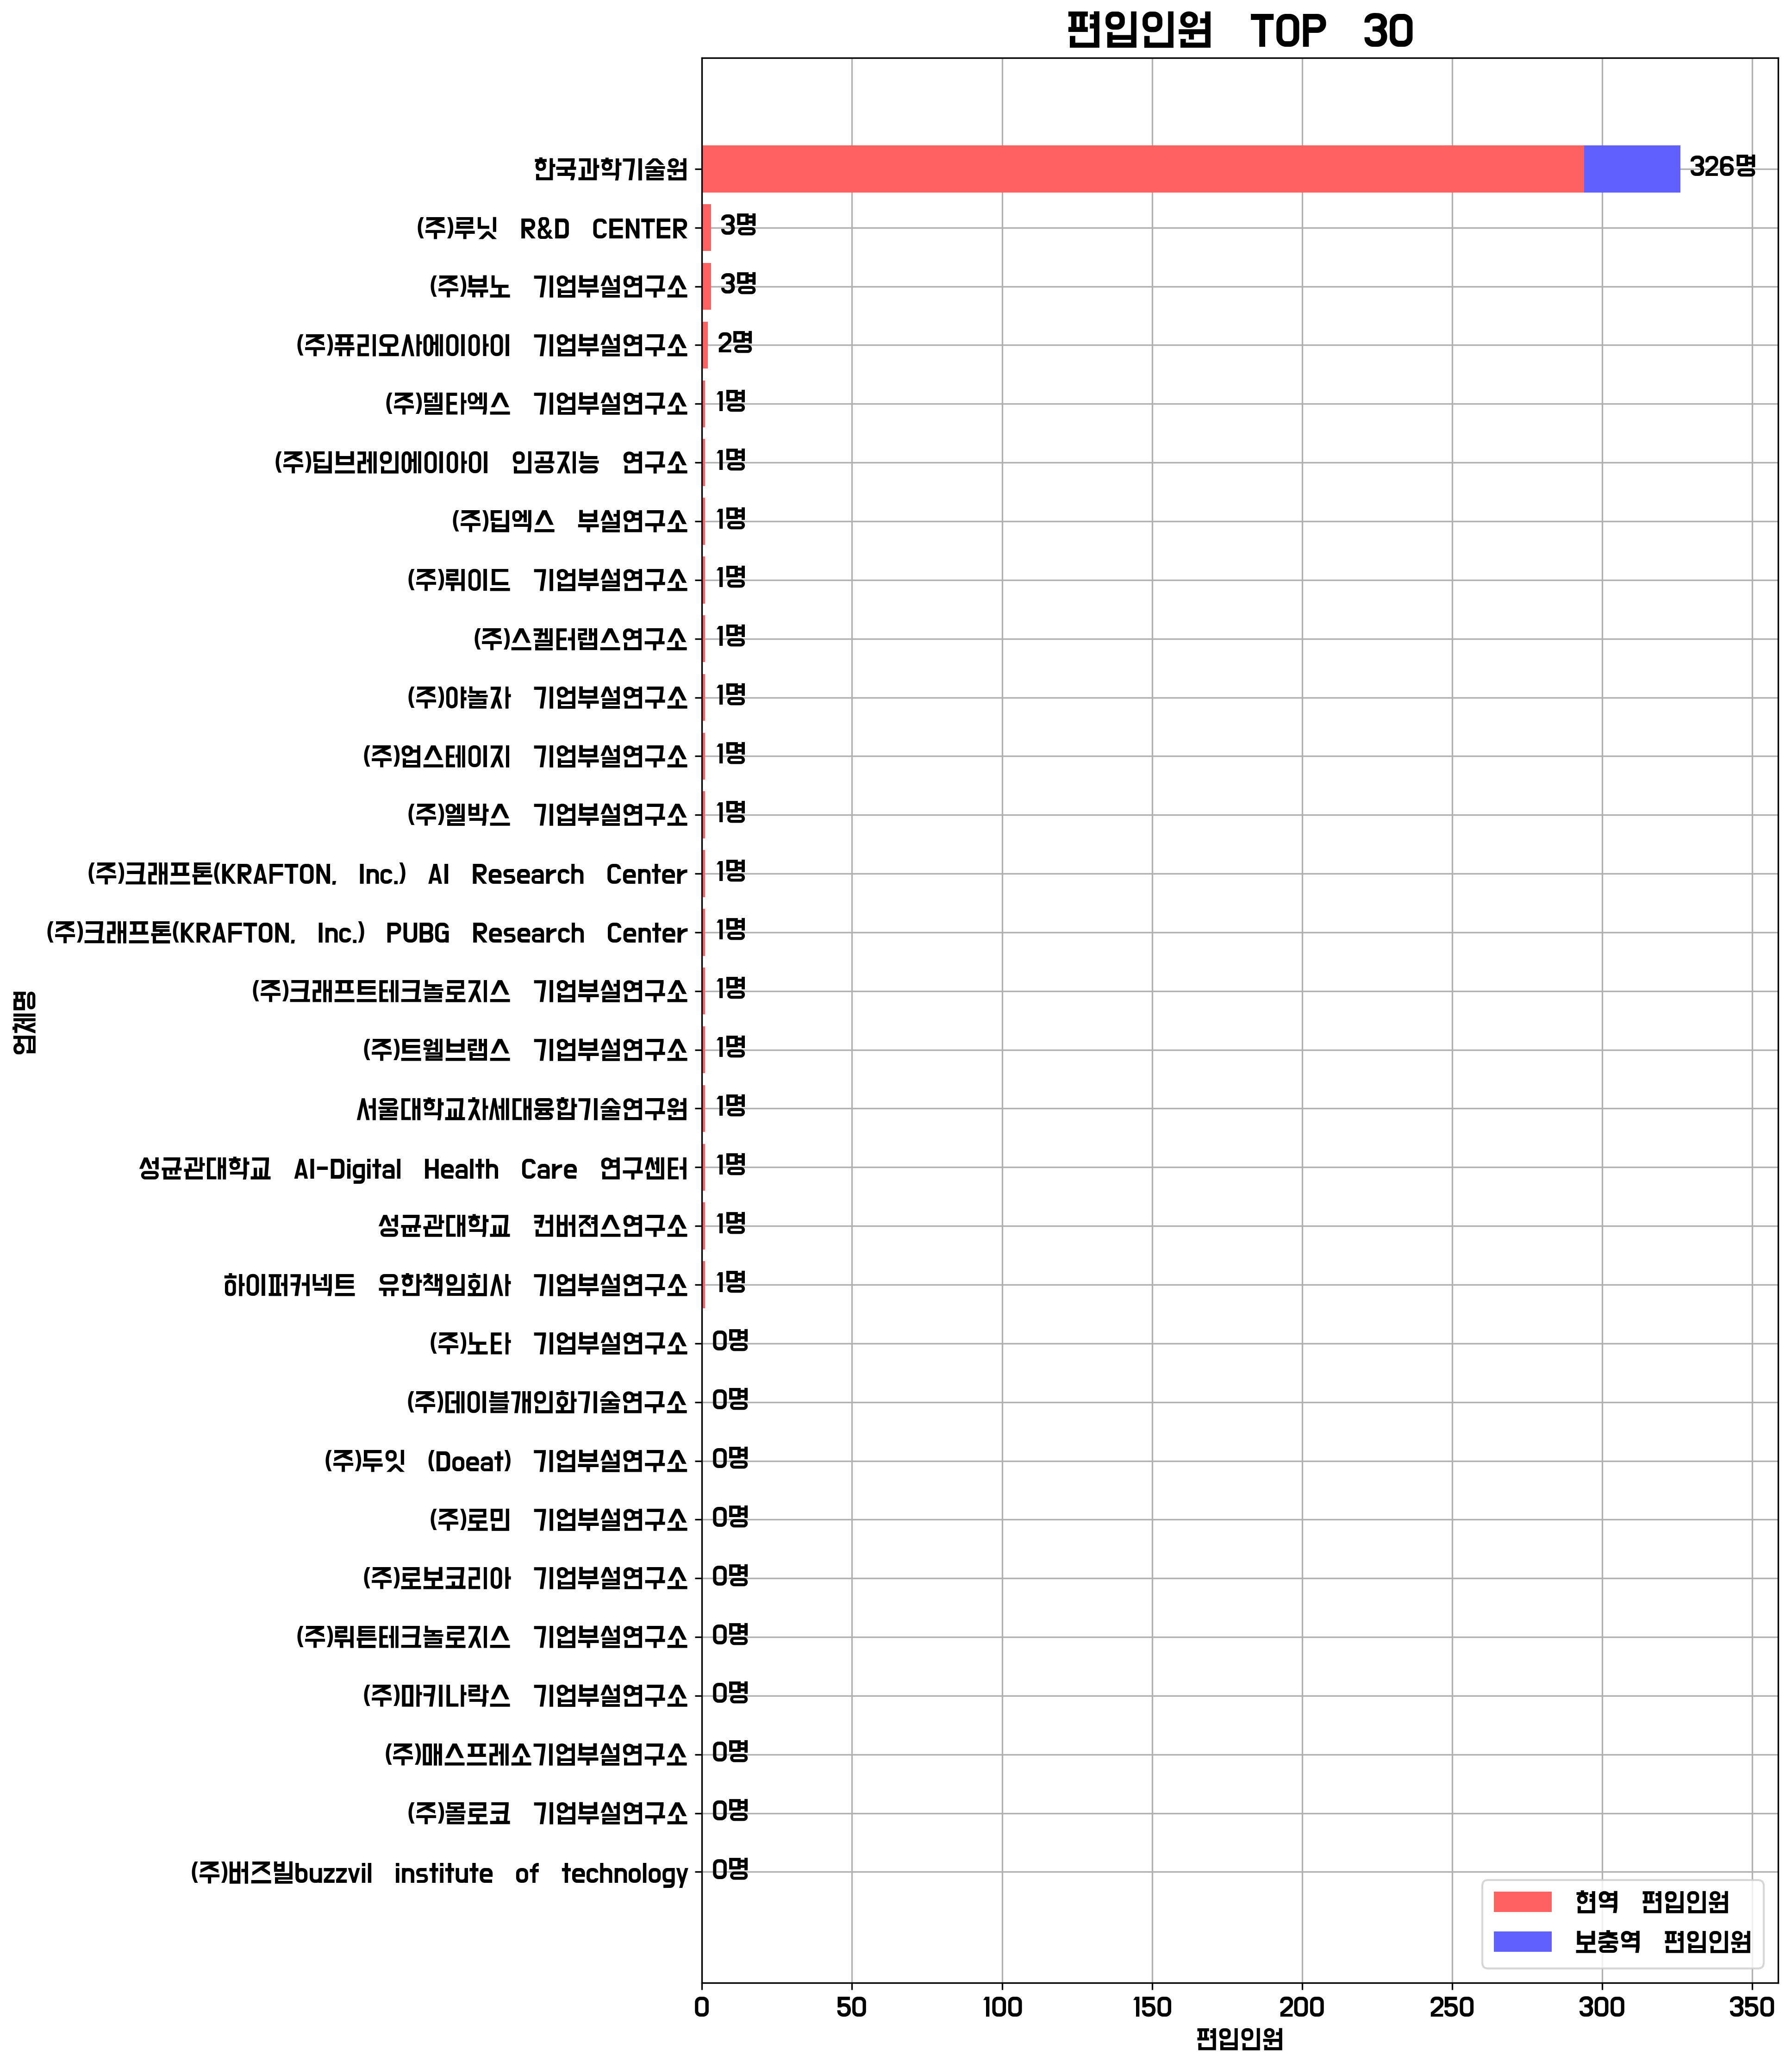 편입인원 TOP 30
한국과학기술원 326명
(주)루닛 R&D CENTER 3명
(주)뷰노 기업부설연구소 3명
(주)퓨리오사에이아이 기업부설연구소 2명
(주)델타엑스 기업부설연구소 1명
(주)딥브레인에이아이 인공지능 연구소 1명
(주)딥엑스 부설연구소 1명
(주)뤼이드 기업부설연구소 1명
(주)스켈터랩스연구소 1명
(주)야놀자 기업부설연구소 1명
(주)업스테이지 기업부설연구소 1명
(주)엘박스 기업부설연구소 1명
(주)크래프톤(KRAFTON, Inc.) AI Research Center 1명
(주)크래프톤(KRAFTON, Inc.) PUBG Research Center 1명
(주)크래프트테크놀로지스 기업부설연구소 1명
(주)트웰브랩스 기업부설연구소 1명
서울대학교차세대융합기술연구원 1명
성균관대학교 AI-Digital Health Care 연구센터 1명
성균관대학교 컨버젼스연구소 1명
하이퍼커넥트 유한책임회사 기업부설연구소 1명
(주)노타 기업부설연구소 0명
(주)데이블개인화기술연구소 0명
(주)두잇 (Doeat) 기업부설연구소 0명
(주)로민 기업부설연구소 0명
(주)로보코리아 기업부설연구소 0명
(주)뤼튼테크놀로지스 기업부설연구소 0명
(주)마키나락스 기업부설연구소 0명
(주)매스프레소기업부설연구소 0명
(주)몰로코 기업부설연구소 0명
(주)버즈빌buzzvil institute of technology 0명
업체명
현역 편입인원
보충역 편입인원
0 50 100 150 200 250 300 350
편입인원